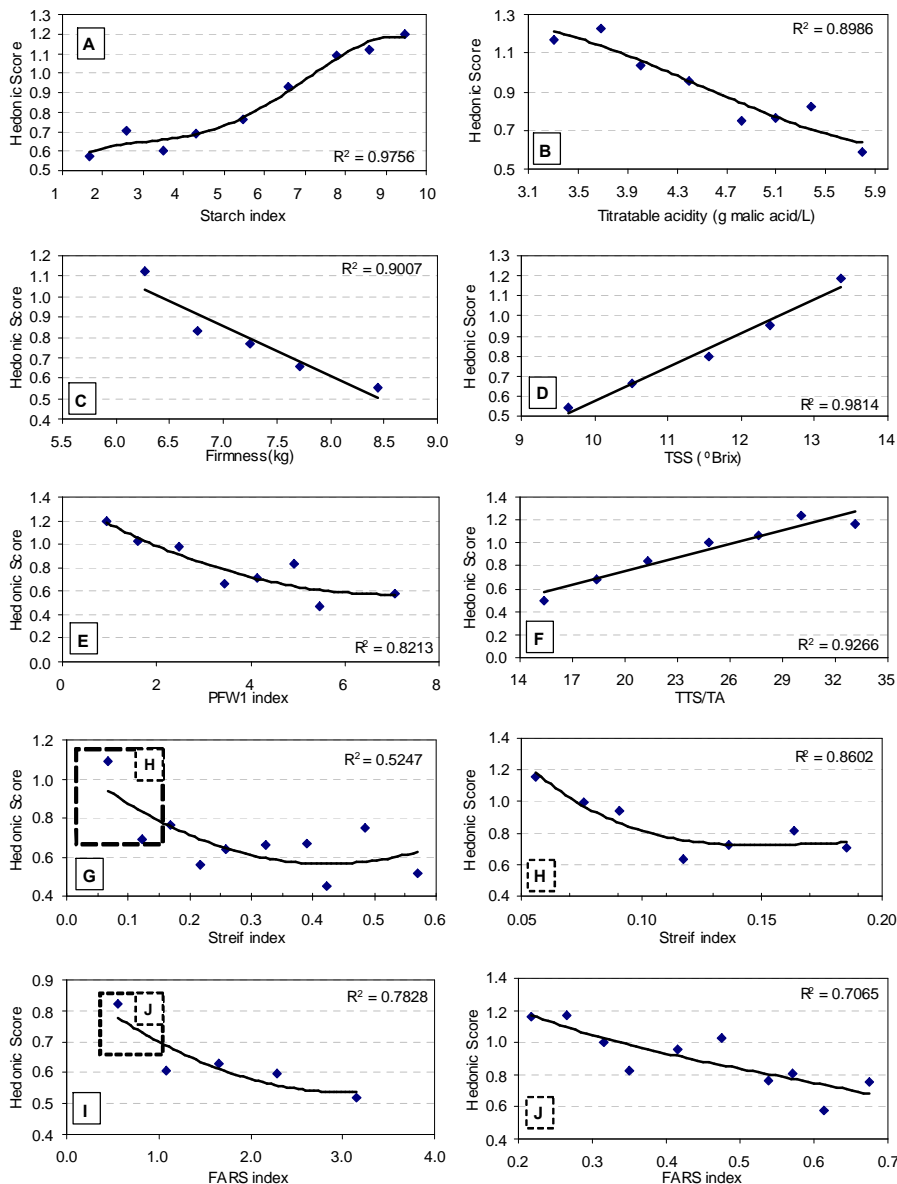 A
R² = 0.9756
Hedonic Score
1.3
1.2
1.1
1.0
0.9
0.8
0.7
0.6
0.5
1 2 3 4 5 6 7 8 9 10
Starch index
B
R² = 0.8986
Hedonic Score
1.3
1.1
0.9
0.7
0.5
3.1 3.5 3.9 4.3 4.7 5.1 5.5 5.9
Titratable acidity (g malic acid/L)
C
R² = 0.9007
Hedonic Score
1.2
1.1
1.0
0.9
0.8
0.7
0.6
0.5
0.4
5.5 6.0 6.5 7.0 7.5 8.0 8.5 9.0
Firmness(kg)
D
R² = 0.9814
Hedonic Score
1.3
1.2
1.1
1.0
0.9
0.8
0.7
0.6
0.5
9 10 11 12 13 14
TSS (ºBrix)
E
R² = 0.8213
Hedonic Score
1.4
1.2
1.0
0.8
0.6
0.4
0.2
0.0
0 2 4 6 8
PFW1 index
F
R² = 0.9266
Hedonic Score
1.4
1.2
1.0
0.8
0.6
0.4
0.2
0.0
14 17 20 23 26 29 32 35
TTS/TA
G
H
R² = 0.5247
Hedonic Score
1.2
1.0
0.8
0.6
0.4
0.0 0.1 0.2 0.3 0.4 0.5 0.6
Streif index
H
R² = 0.8602
Hedonic Score
1.4
1.2
1.0
0.8
0.6
0.4
0.05 0.10 0.15 0.20
Streif index
I
J
R² = 0.7828
Hedonic Score
0.9
0.8
0.7
0.6
0.5
0.4
0.0 1.0 2.0 3.0 4.0
FARS index
J
R² = 0.7065
Hedonic Score
1.4
1.2
1.0
0.8
0.6
0.4
0.2 0.3 0.4 0.5 0.6 0.7
FARS index